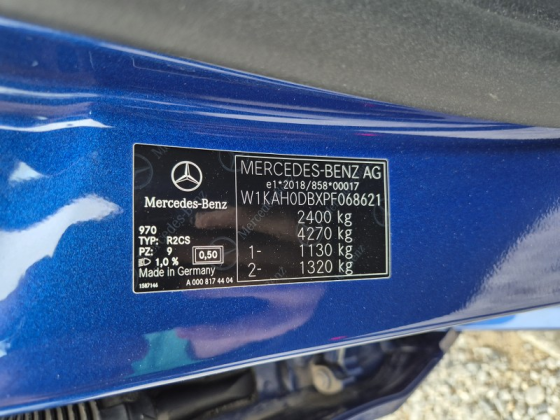 Mercedes-Benz
970
TYP: R2CS
PZ: 9
1,0 %
0,50
Made in Germany
1587144
A 000 817 44 04
MERCEDES-BENZ AG
e1*2018/858*00017
W1KAH0DBXPF068621
2400 kg
4270 kg
1- 1130 kg
2- 1320 kg